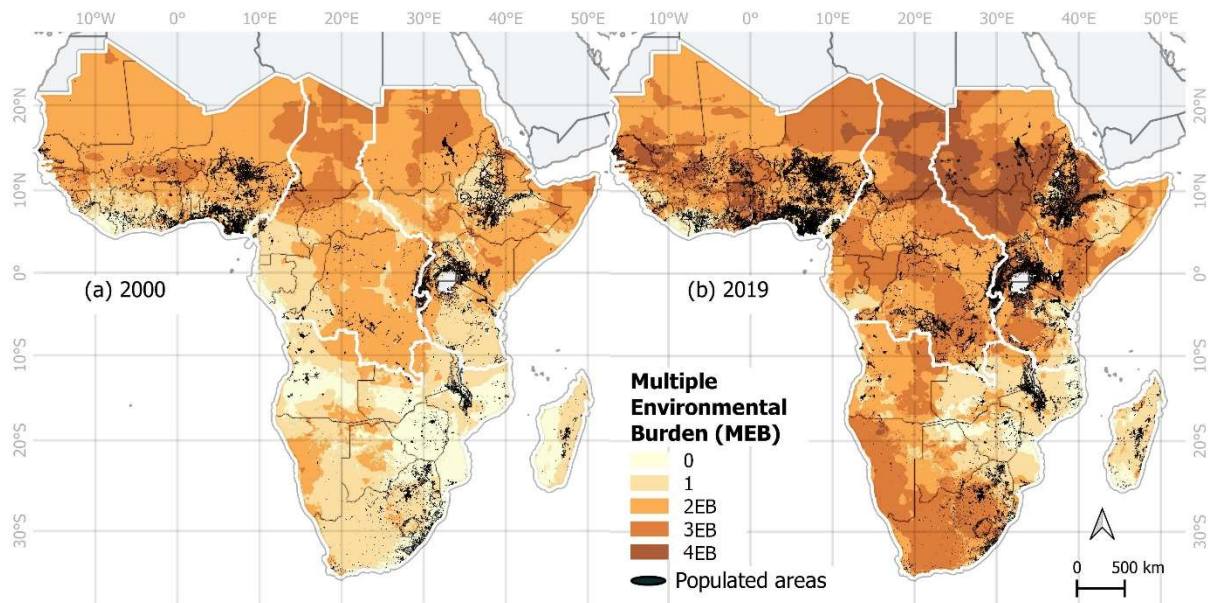 10°W 0° 10°E 20°E 30°E 40°E 50°E 10°W 0° 10°E 20°E 30°E 40°E 50°E
20°N 20°N
10°N 10°N
0° (a) 2000 (b) 2019 0°
10°S 10°S
Multiple
Environmental
Burden (MEB)
20°S 20°S
0
1
2EB
3EB
30°S 30°S
4EB
Populated areas
0 500 km